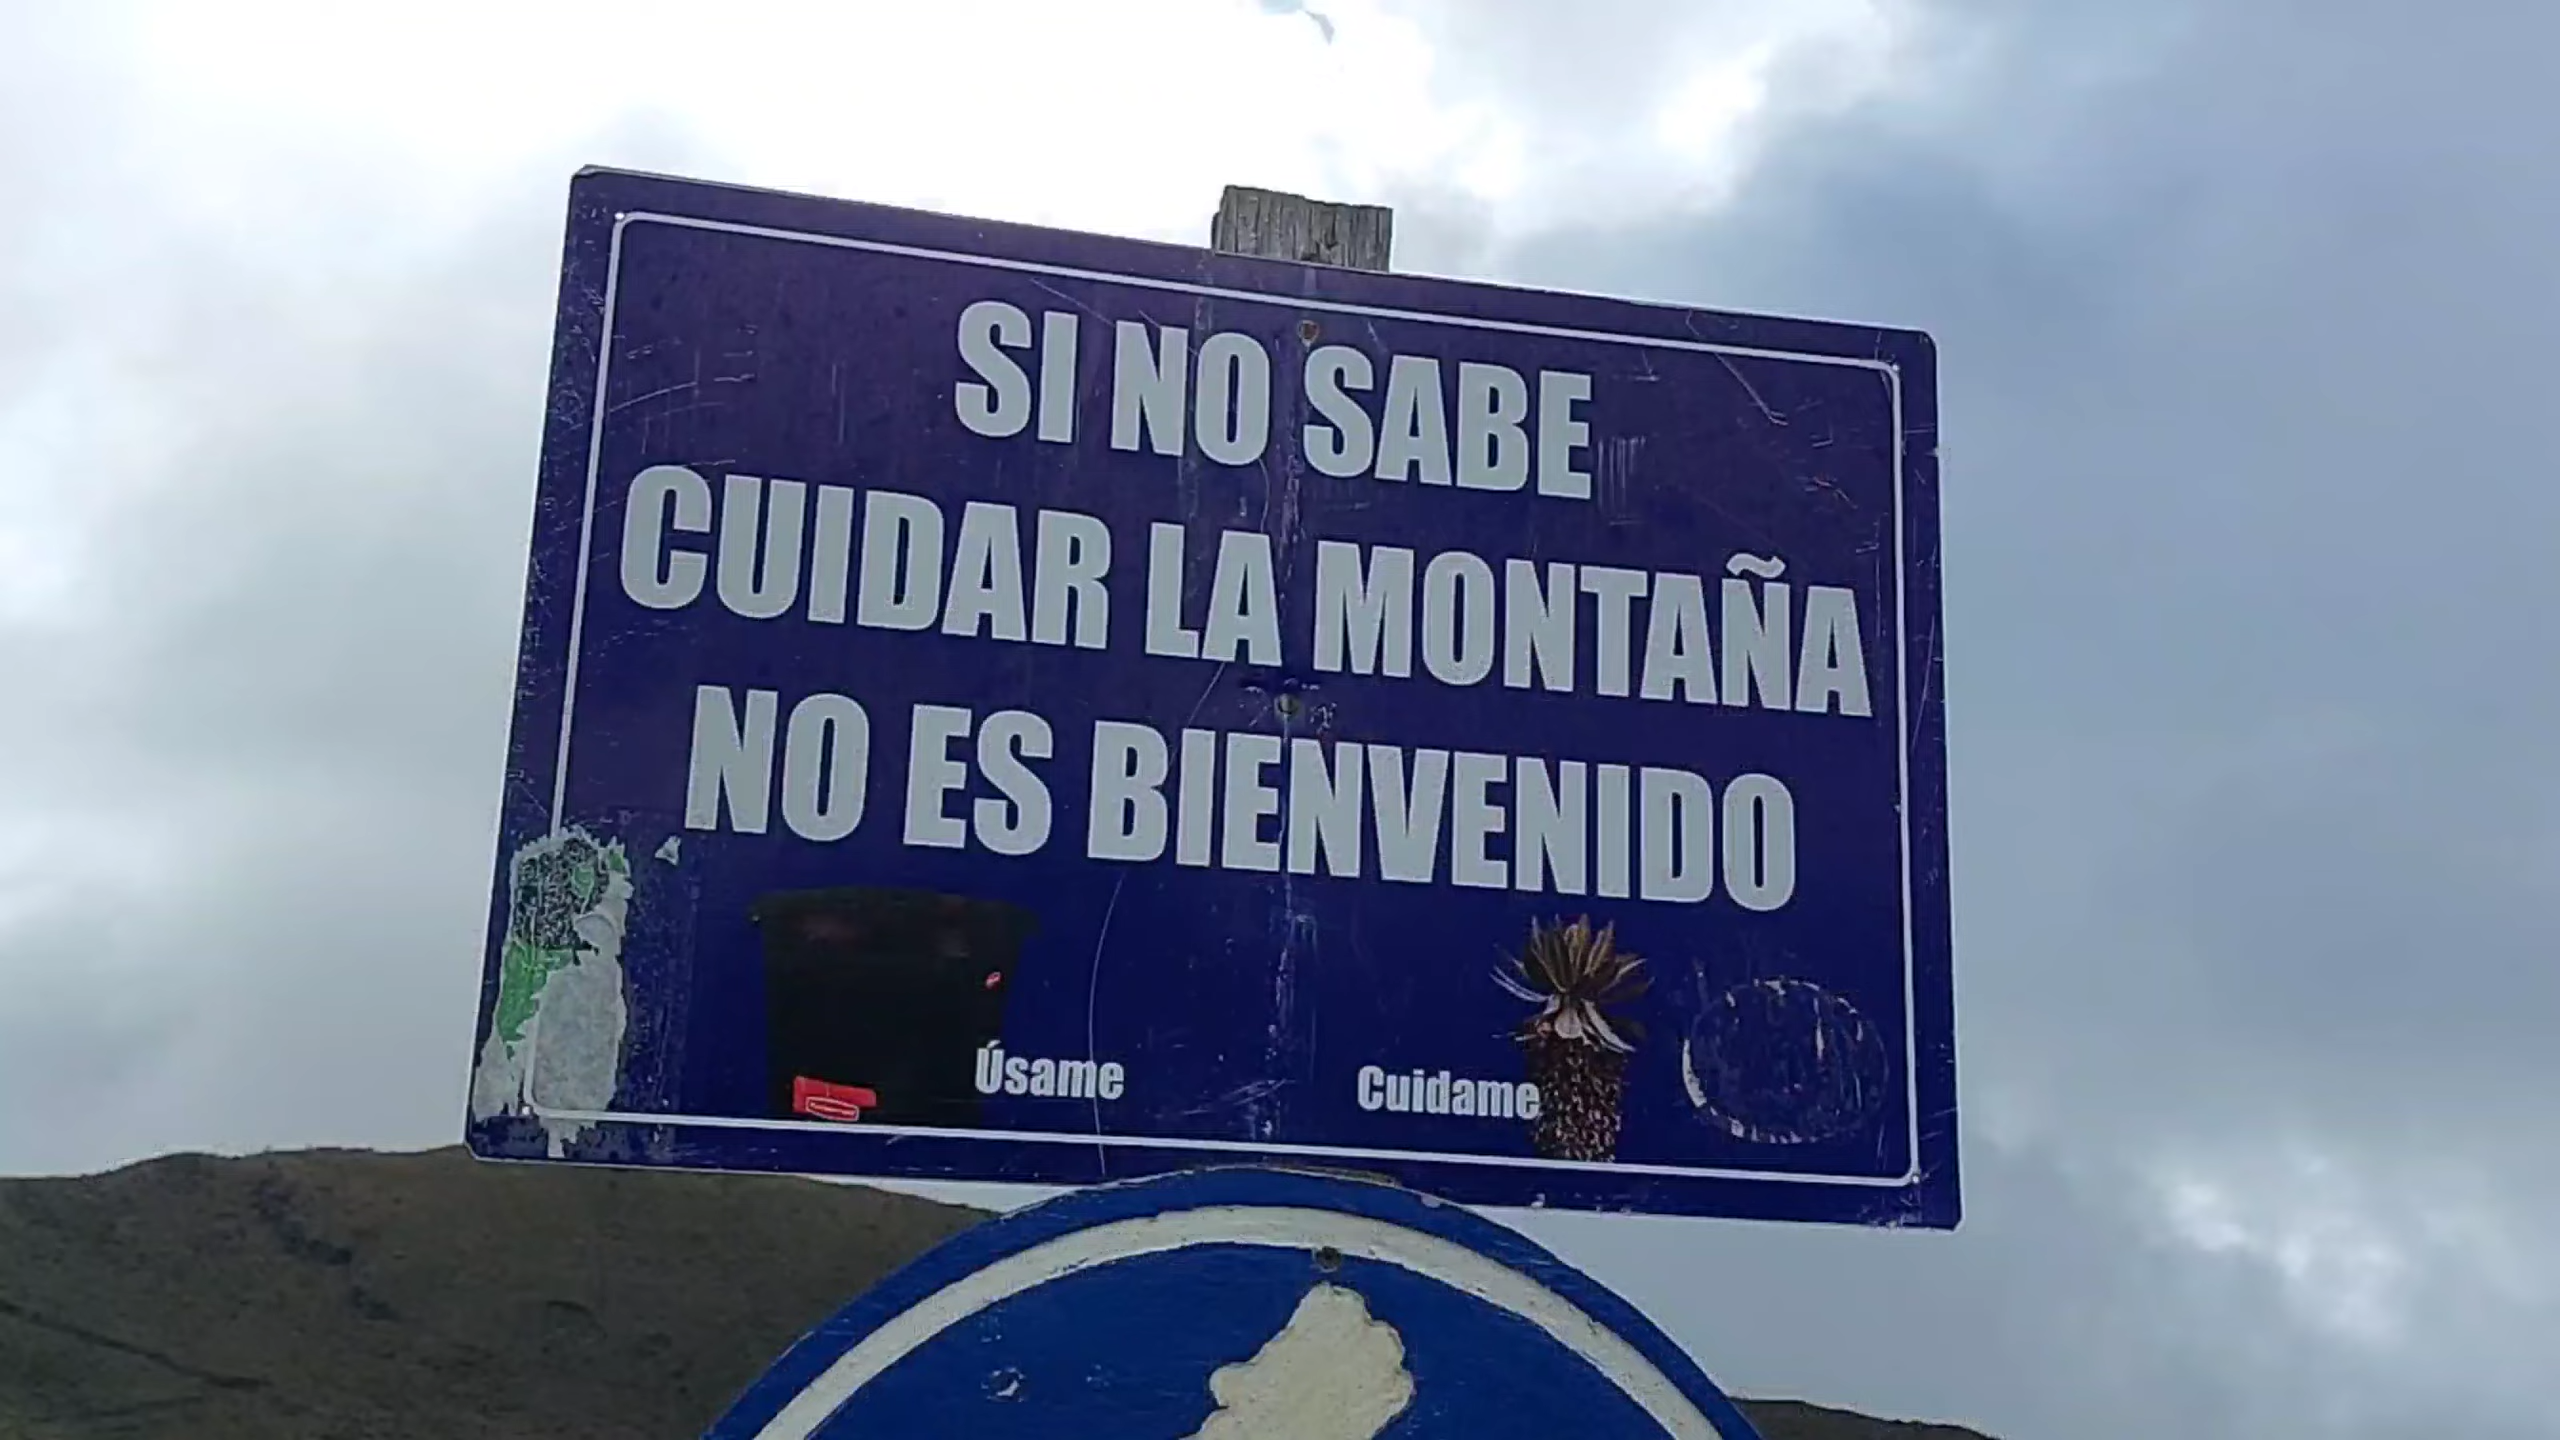 SI NO SABE
CUIDAR LA MONTAÑA
NO ES BIENVENIDO
Úsame
Cuidame